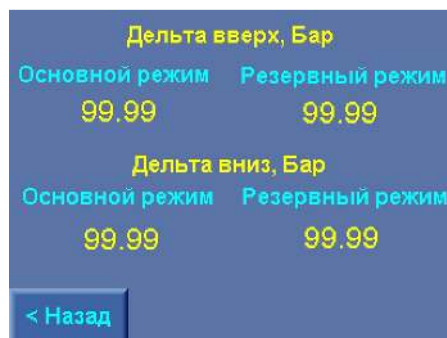 Дельта вверх, Бар
Основной режим Резервный режим
99.99 99.99
Дельта вниз, Бар
Основной режим Резервный режим
99.99 99.99
< Назад